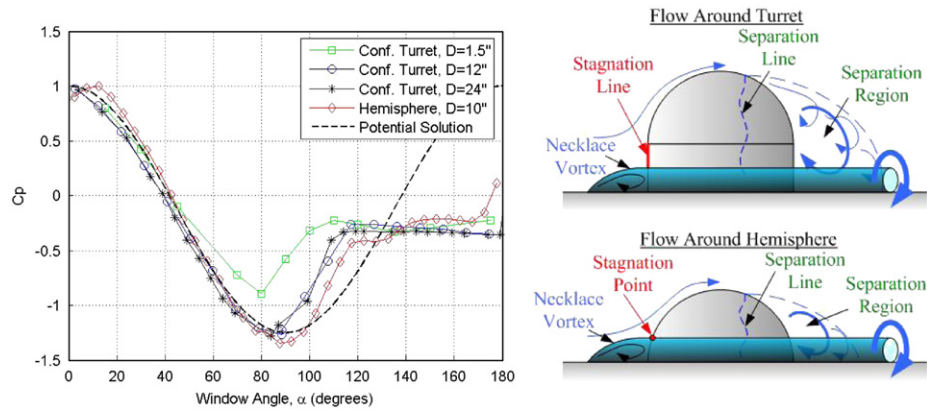 1.5
1
0.5
0
-0.5
-1
-1.5
Cp
0 20 40 60 80 100 120 140 160 180
Window Angle, α (degrees)
Conf. Turret, D=1.5"
Conf. Turret, D=12"
Conf. Turret, D=24"
Hemisphere, D=10"
Potential Solution
Flow Around Turret
Stagnation
Line
Separation
Line
Separation
Region
Necklace
Vortex
Flow Around Hemisphere
Stagnation
Point
Separation
Line
Separation
Region
Necklace
Vortex